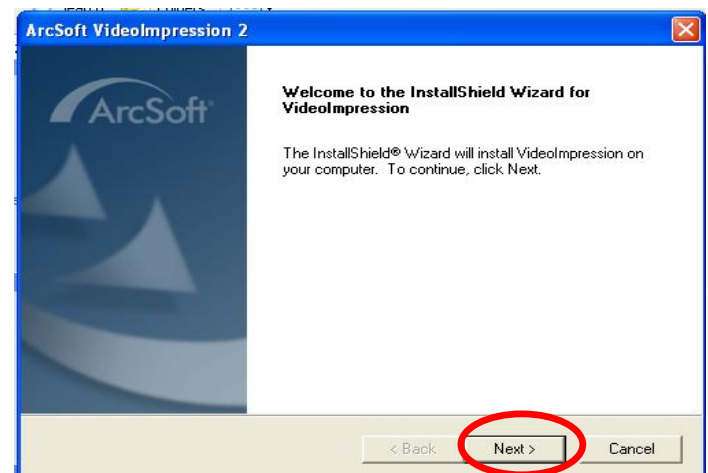 ArcSoft VideoImpression 2
ArcSoft
Welcome to the InstallShield Wizard for
VideoImpression
The InstallShield® Wizard will install VideoImpression on
your computer. To continue, click Next.
< Back
Next >
Cancel